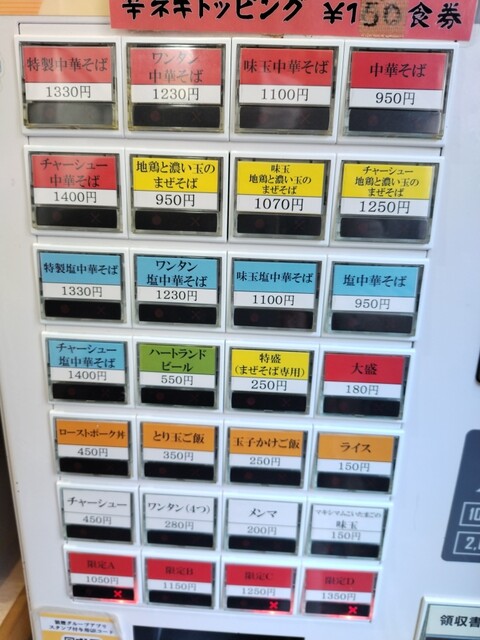 辛ネギトッピング ¥150食券
特製中華そば
1330円
ワンタン
中華そば
1230円
味玉中華そば
1100円
中華そば
950円
チャーシュー
中華そば
1400円
地鶏と濃い玉の
まぜそば
950円
味玉
地鶏と濃い玉の
まぜそば
1070円
チャーシュー
地鶏と濃い玉の
まぜそば
1250円
特製塩中華そば
1330円
ワンタン
塩中華そば
1230円
味玉塩中華そば
1100円
塩中華そば
950円
チャーシュー
塩中華そば
1400円
ハートランド
ビール
550円
特盛
(まぜそば専用)
250円
大盛
180円
ローストポーク丼
450円
とり玉ご飯
350円
玉子かけご飯
250円
ライス
150円
チャーシュー
450円
ワンタン(4つ)
280円
メンマ
200円
マキシマムこいたまごの
味玉
150円
限定A
1050円
限定B
1150円
限定C
1250円
限定D
1350円
領収書